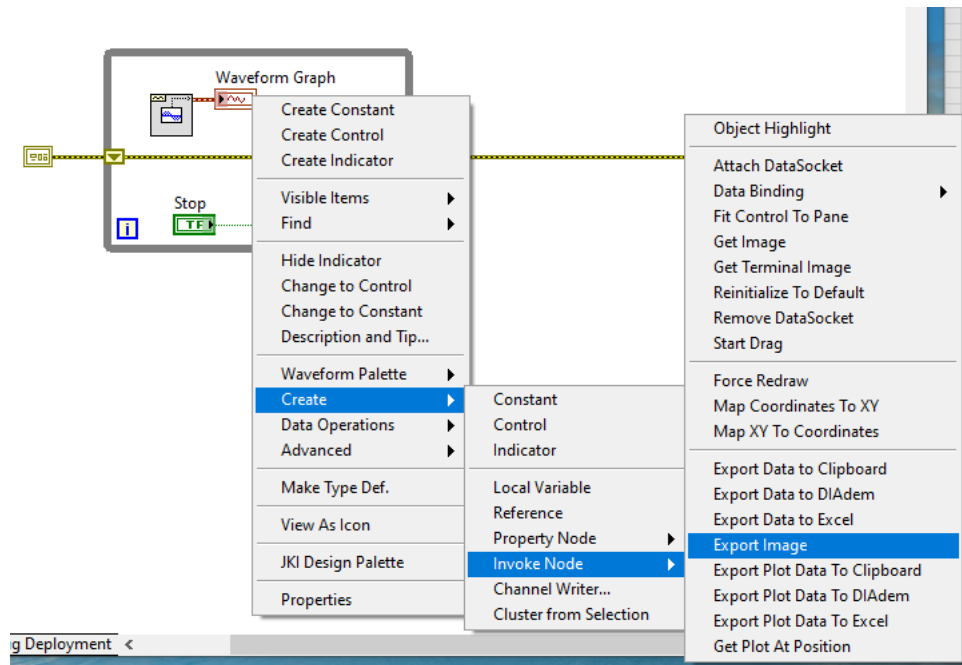 Waveform Graph
Stop
TF
i
Create Constant
Create Control
Create Indicator
Visible Items
Find
Hide Indicator
Change to Control
Change to Constant
Description and Tip...
Waveform Palette
Create
Data Operations
Advanced
Make Type Def.
View As Icon
JKI Design Palette
Properties
Constant
Control
Indicator
Local Variable
Reference
Property Node
Invoke Node
Channel Writer...
Cluster from Selection
Object Highlight
Attach DataSocket
Data Binding
Fit Control To Pane
Get Image
Get Terminal Image
Reinitialize To Default
Remove DataSocket
Start Drag
Force Redraw
Map Coordinates To XY
Map XY To Coordinates
Export Data to Clipboard
Export Data to DIAdem
Export Data to Excel
Export Image
Export Plot Data To Clipboard
Export Plot Data To DIAdem
Export Plot Data To Excel
Get Plot At Position
g Deployment <